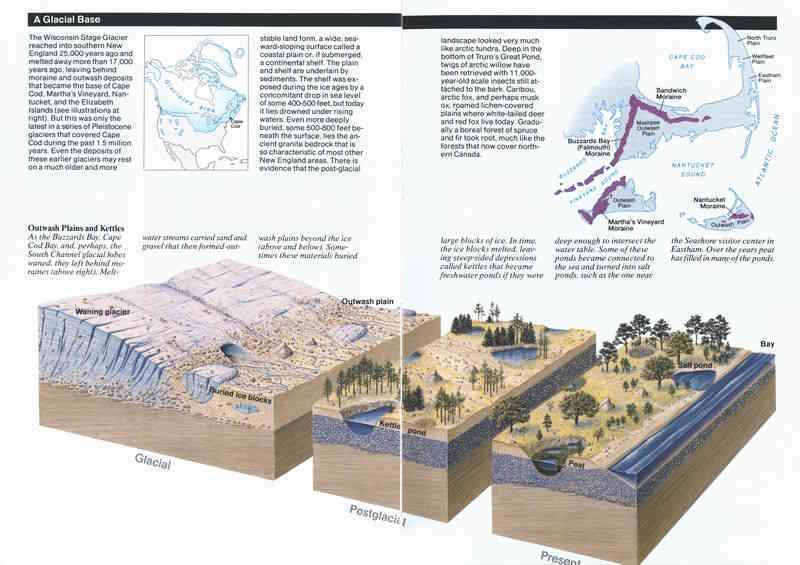 A Glacial Base
The Wisconsin Stage Glacier
reached into southern New
England 25,000 years ago and
melted away more than 17,000
years ago, leaving behind
moraine and outwash deposits
that became the base of Cape
Cod, Martha's Vineyard, Nan-
tucket, and the Elizabeth
Islands (see illustrations at
right). But this was only the
latest in a series of Pleistocene
glaciers that covered Cape
Cod during the past 1.5 million
years. Even the deposits of
these earlier glaciers may rest
on a much older and more
Glaciated Area
Cape
Cod
stable land form, a wide, sea-
ward-sloping surface called a
coastal plain or, if submerged,
a continental shelf. The plain
and shelf are underlain by
sediments. The shelf was ex-
posed during the ice ages by a
concomitant drop in sea level
of some 400-500 feet, but today
it lies drowned under rising
waters. Even more deeply
buried, some 500-600 feet be-
neath the surface, lies the an-
cient granite bedrock that is
so characteristic of most other
New England areas. There is
evidence that the post-glacial
landscape looked very much
like arctic tundra. Deep in the
bottom of Truro's Great Pond,
twigs of arctic willow have
been retrieved with 11,000-
year-old scale insects still at-
tached to the bark. Caribou,
arctic fox, and perhaps musk
ox, roamed lichen-covered
plains where white-tailed deer
and red fox live today. Gradu-
ally a boreal forest of spruce
and fir took root, much like the
forests that now cover north-
ern Canada.
CAPE COD
BAY
North Truro
Plain
Wellfleet
Plain
Eastham
Plain
Sandwich
Moraine
Mashpee
Outwash
Plain
Buzzards Bay
(Falmouth)
Moraine
BUZZARDS
VINEYARD SOUND
NANTUCKET
SOUND
ATLANTIC OCEAN
Outwash
Plain
Martha's Vineyard
Moraine
Nantucket
Moraine
Outwash Plain
Outwash Plains and Kettles
As the Buzzards Bay, Cape
Cod Bay, and, perhaps, the
South Channel glacial lobes
waned, they left behind mo-
raines (above right). Melt-
water streams carried sand and
gravel that then formed out-
wash plains beyond the ice
(above and below). Some-
times these materials buried
large blocks of ice. In time,
the ice blocks melted, leav-
ing steep-sided depressions
called kettles that became
freshwater ponds if they were
deep enough to intersect the
water table. Some of these
ponds became connected to
the sea and turned into salt
ponds, such as the one near
the Seashore visitor center in
Eastham. Over the years peat
has filled in many of the ponds.
Waning glacier
Outwash plain
Buried ice blocks
Glacial
Kettle pond
Postglacial
Salt pond
Bay
Peat
Present